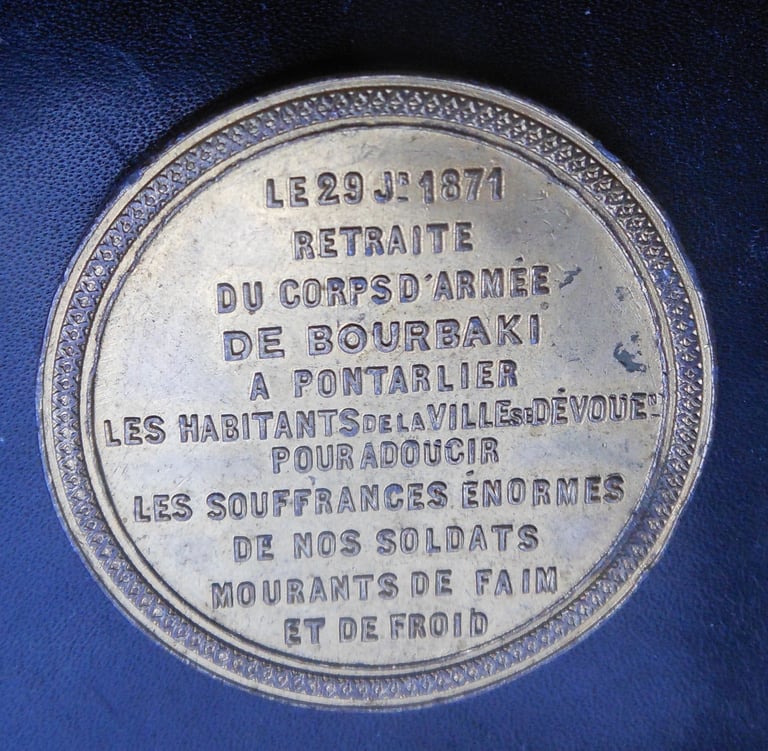 LE 29 Jr 1871
RETRAITE
DU CORPS D'ARMÉE
DE BOURBAKI
A PONTARLIER
LES HABITANTS DE LA VILLE SE DÉVOUEnt
POUR ADOUCIR
LES SOUFFRANCES ÉNORMES
DE NOS SOLDATS
MOURANTS DE FAIM
ET DE FROID